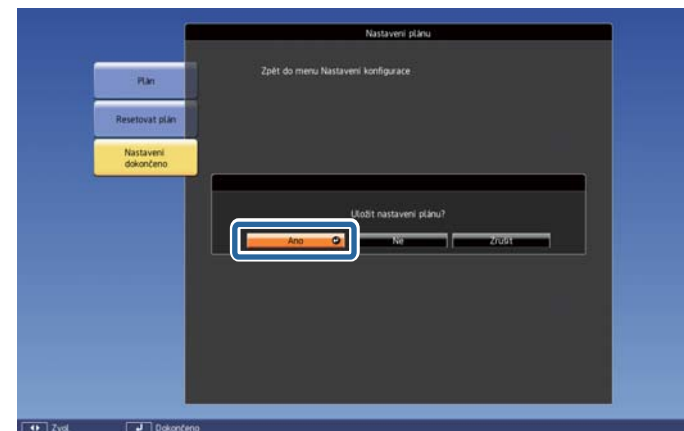 Nastavení plánu
Zpět do menu Nastavení konfigurace
Plán
Resetovat plán
Nastavení
dokončeno
Uložit nastavení plánu?
Ano Ne Zrušit
Zvol Dokončeno